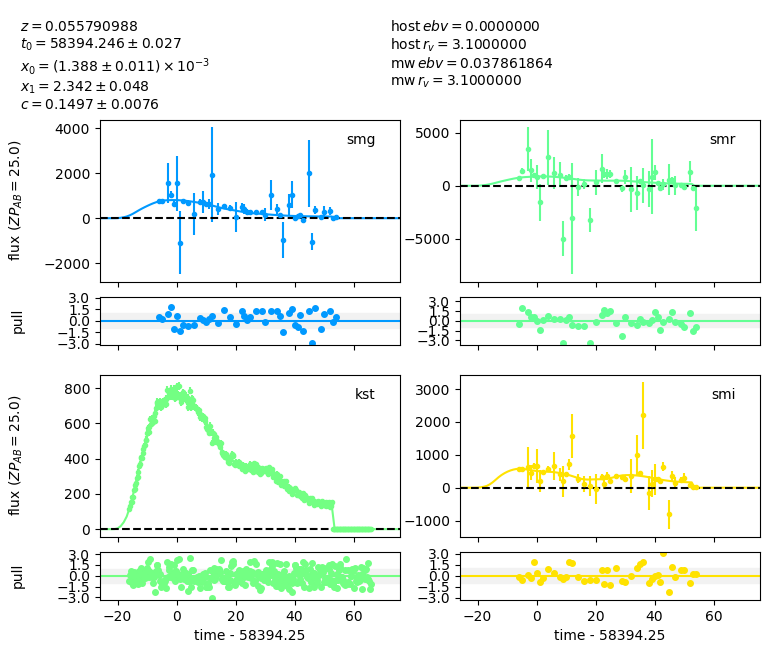 z = 0.055790988
t₀ = 58394.246 ± 0.027
x₀ = (1.388 ± 0.011) × 10⁻³
x₁ = 2.342 ± 0.048
c = 0.1497 ± 0.0076
host ebv = 0.0000000
host r_v = 3.1000000
mw ebv = 0.037861864
mw r_v = 3.1000000
smg
4000
2000
0
−2000
flux (ZP_AB = 25.0)
3.0
1.5
0.0
−1.5
−3.0
pull
smr
5000
0
−5000
3.0
1.5
0.0
−1.5
−3.0
kst
800
600
400
200
0
flux (ZP_AB = 25.0)
3.0
1.5
0.0
−1.5
−3.0
pull
−20 0 20 40 60
time - 58394.25
smi
3000
2000
1000
0
−1000
3.0
1.5
0.0
−1.5
−3.0
−20 0 20 40 60
time - 58394.25